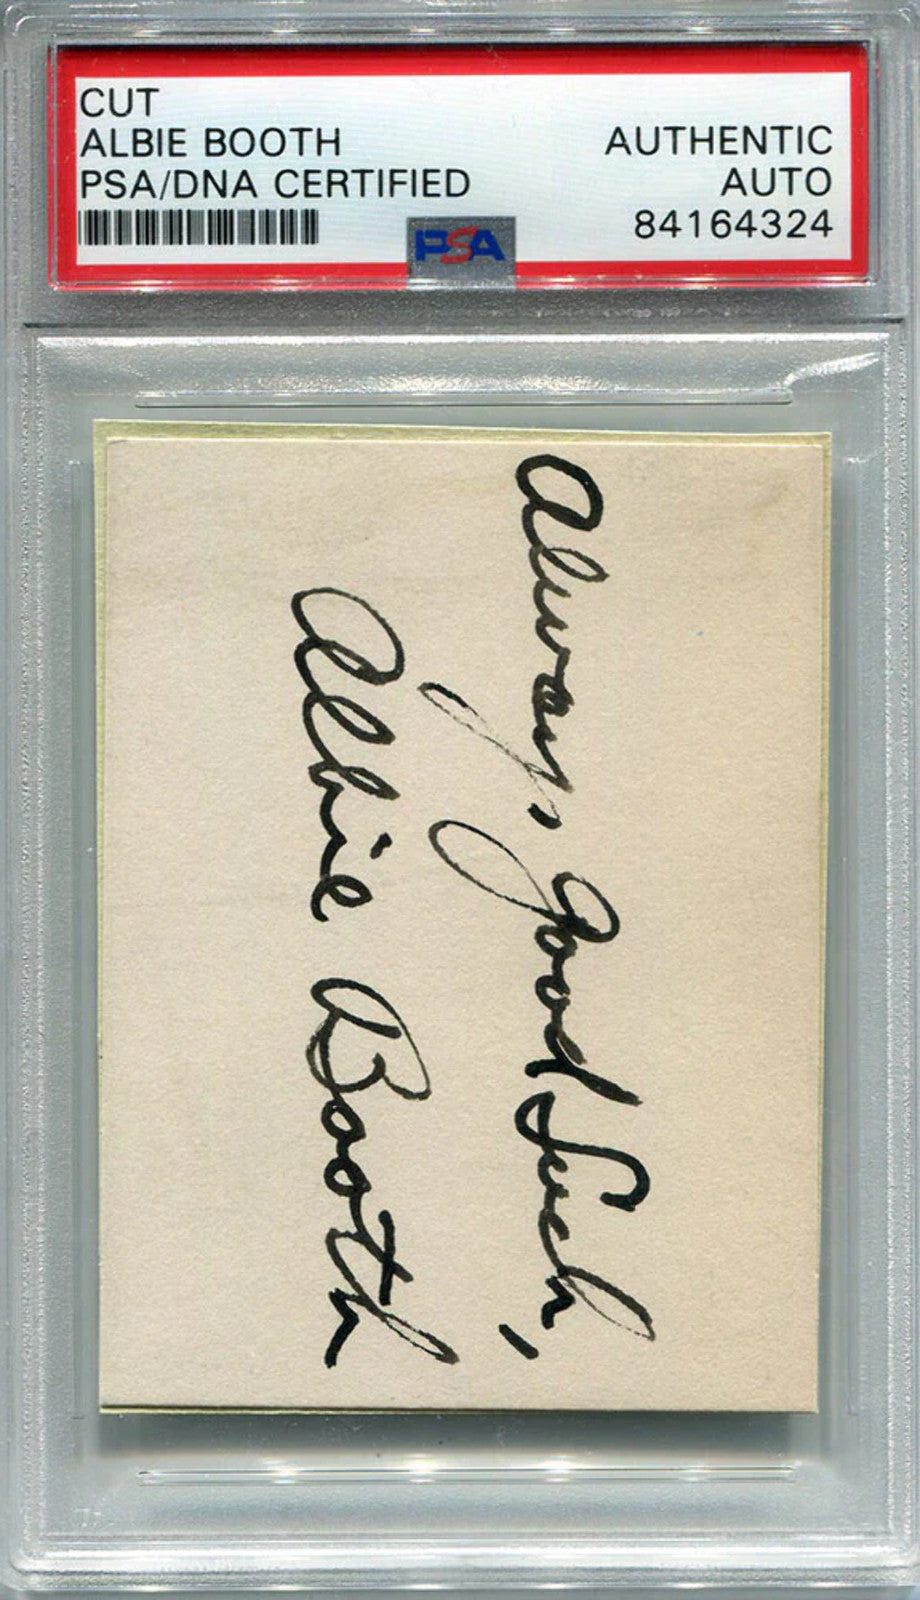 CUT
ALBIE BOOTH
PSA/DNA CERTIFIED
AUTHENTIC
AUTO
84164324
PSA
Always good Luck,
Albie Booth